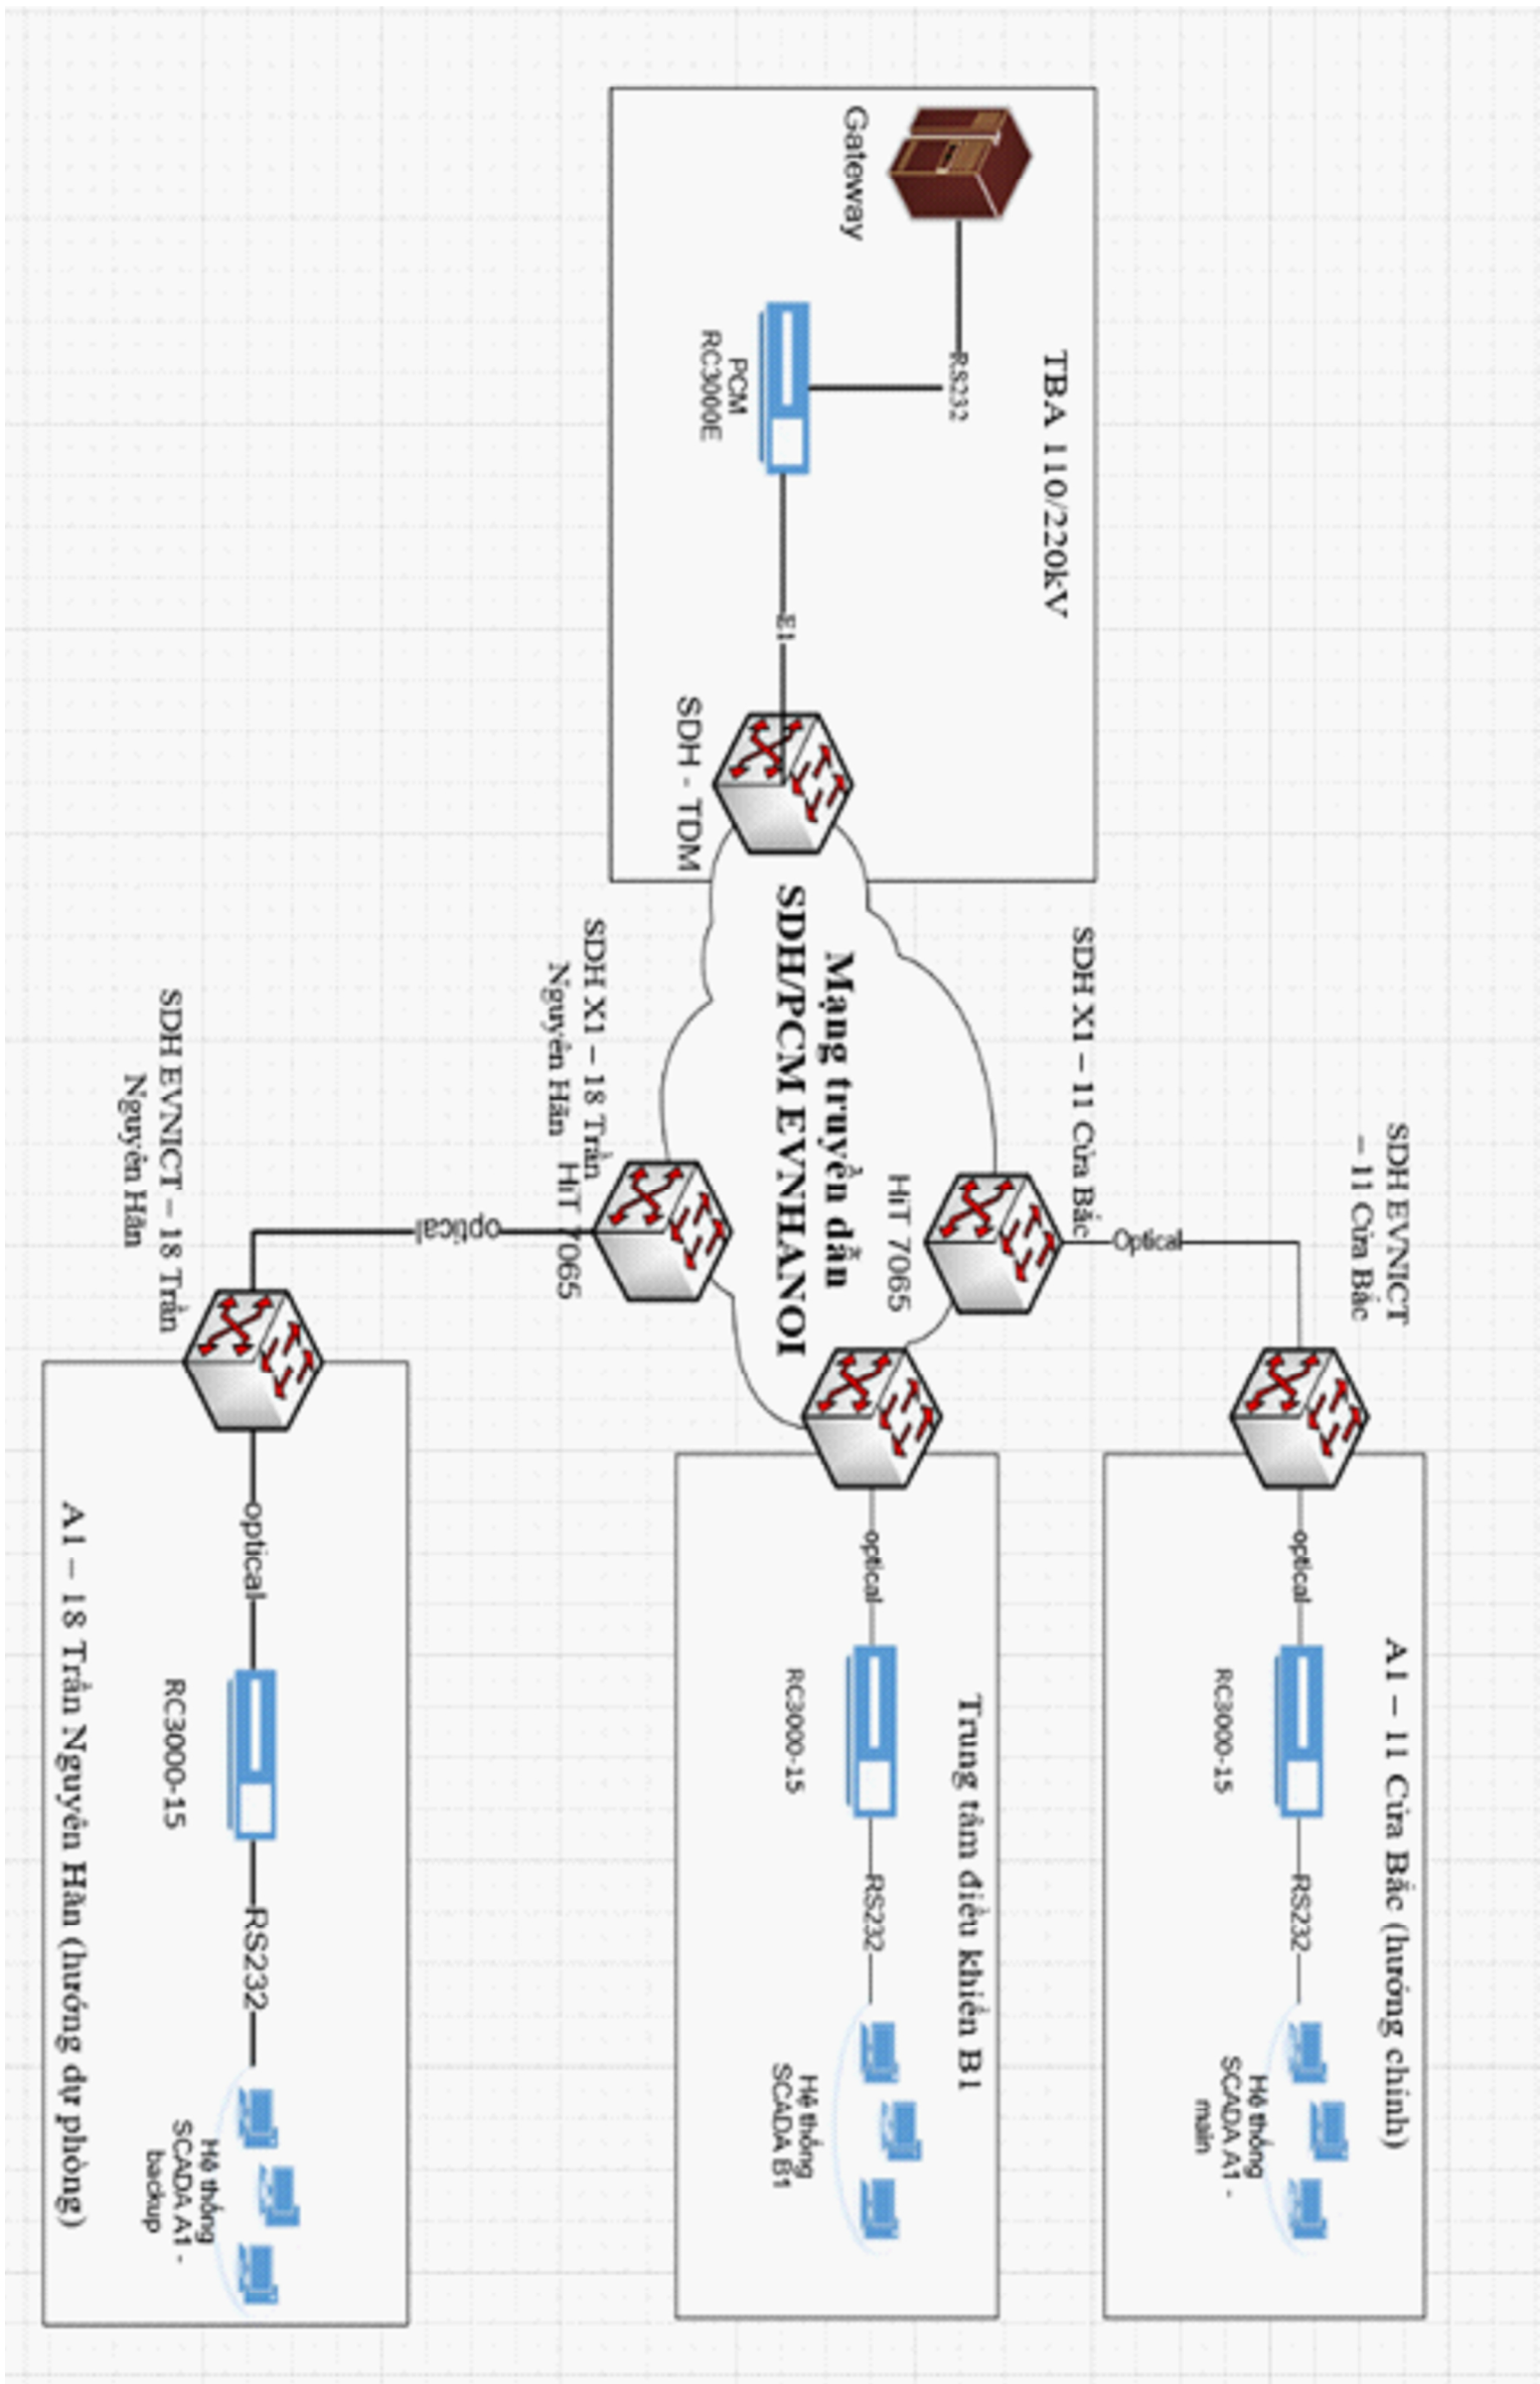 SDH EVNICT
– 11 Cửa Bắc
A1 – 11 Cửa Bắc (hướng chính)
optical
RS232
RC3000-15
Hệ thống
SCADA A1 -
main
TBA 110/220kV
SDH X1 – 11 Cửa Bắc
Optical
Gateway
RS232
PCM
RC3000E
E1
SDH - TDM
HiT 7065
Mạng truyền dẫn
SDH/PCM EVNHANOI
Trung tâm điều khiển B1
optical
RS232
RC3000-15
Hệ thống
SCADA B1
SDH X1 – 18 Trần
Nguyên Hãn
HiT 7065
optical
SDH EVNICT – 18 Trần
Nguyên Hãn
optical
RS232
RC3000-15
Hệ thống
SCADA A1 -
backup
A1 – 18 Trần Nguyên Hãn (hướng dự phòng)